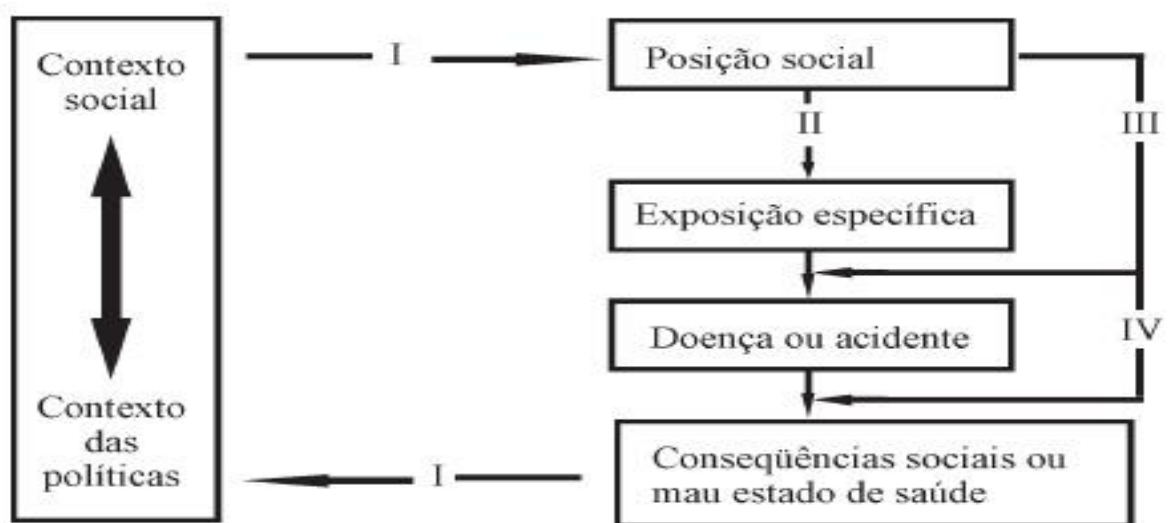 Contexto
social
Contexto
das
políticas
I
Posição social
II
III
Exposição específica
Doença ou acidente
IV
Conseqüências sociais ou
mau estado de saúde
I